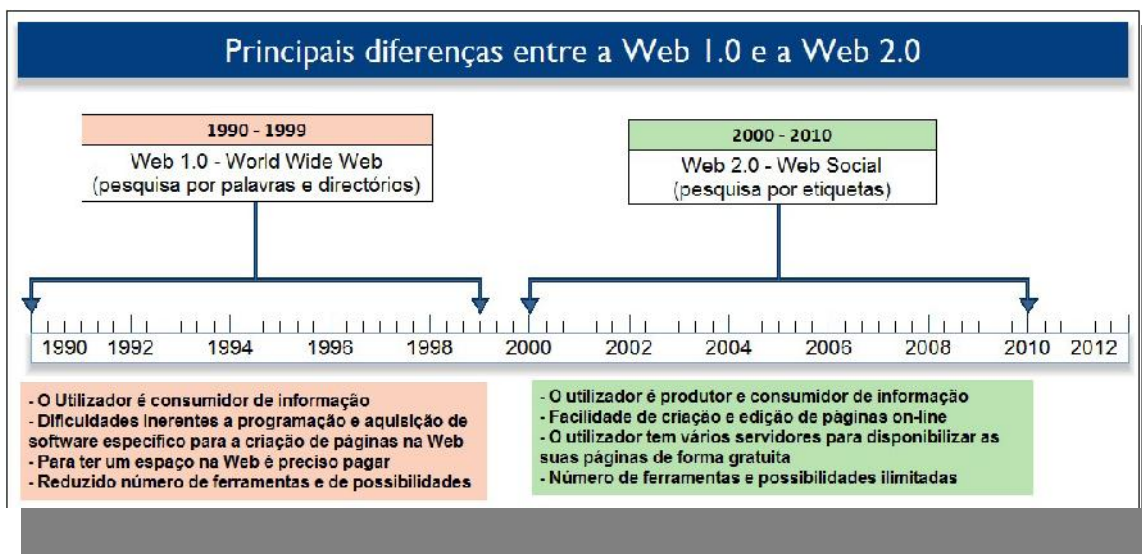 Principais diferenças entre a Web 1.0 e a Web 2.0
1990 - 1999
Web 1.0 - World Wide Web
(pesquisa por palavras e directórios)
2000 - 2010
Web 2.0 - Web Social
(pesquisa por etiquetas)
1990 1992 1994 1996 1998 2000 2002 2004 2006 2008 2010 2012
- O Utilizador é consumidor de informação
- Dificuldades inerentes a programação e aquisição de
software específico para a criação de páginas na Web
- Para ter um espaço na Web é preciso pagar
- Reduzido número de ferramentas e de possibilidades
- O utilizador é produtor e consumidor de informação
- Facilidade de criação e edição de páginas on-line
- O utilizador tem vários servidores para disponibilizar as
suas páginas de forma gratuita
- Número de ferramentas e possibilidades ilimitadas